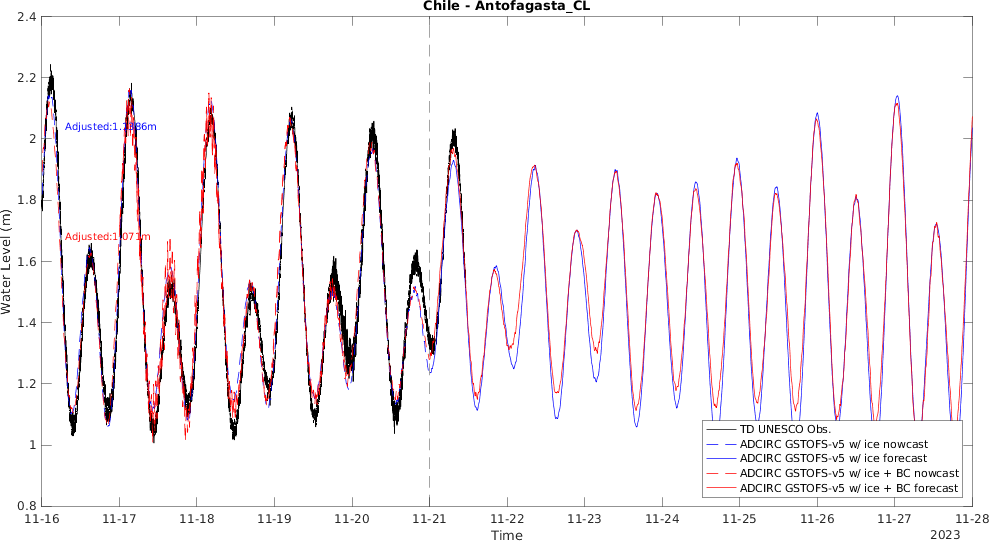 Chile - Antofagasta_CL
2.4
2.2
2
1.8
1.6
1.4
1.2
1
0.8
Water Level (m)
Adjusted:1.
86m
Adjusted:1.071m
TD UNESCO Obs.
ADCIRC GSTOFS-v5 w/ ice nowcast
ADCIRC GSTOFS-v5 w/ ice forecast
ADCIRC GSTOFS-v5 w/ ice + BC nowcast
ADCIRC GSTOFS-v5 w/ ice + BC forecast
11-16 11-17 11-18 11-19 11-20 11-21 11-22 11-23 11-24 11-25 11-26 11-27 11-28
Time
2023